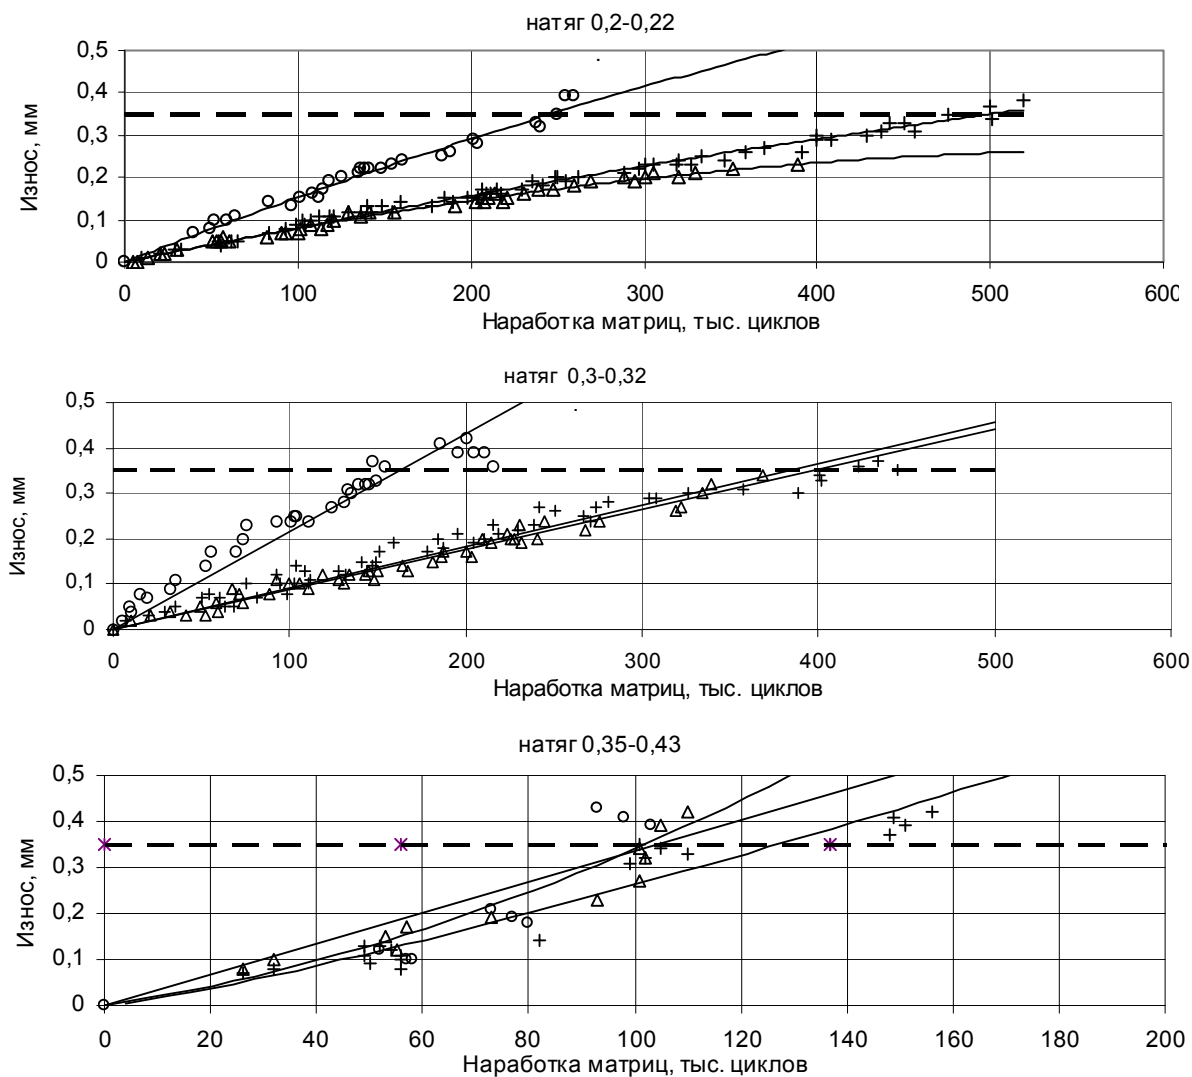 натяг 0,2-0,22
0,5
0,4
0,3
0,2
0,1
0
Износ, мм
0 100 200 300 400 500 600
Наработка матриц, тыс. циклов
натяг 0,3-0,32
0,5
0,4
0,3
0,2
0,1
0
Износ, мм
0 100 200 300 400 500 600
Наработка матриц, тыс. циклов
натяг 0,35-0,43
0,5
0,4
0,3
0,2
0,1
0
Износ, мм
0 20 40 60 80 100 120 140 160 180 200
Наработка матриц, тыс. циклов